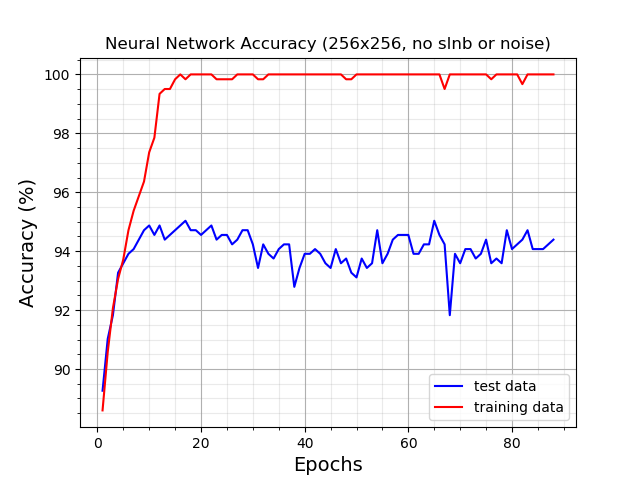 Neural Network Accuracy (256x256, no slnb or noise)
100
98
96
94
92
90
Accuracy (%)
test data
training data
0 20 40 60 80
Epochs